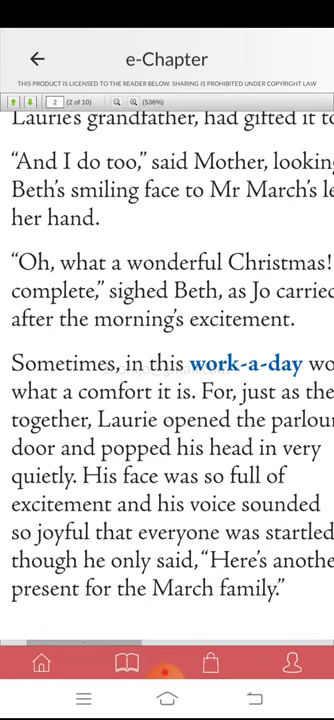 e-Chapter
THIS PRODUCT IS LICENSED TO THE READER BELOW. SHARING IS PROHIBITED UNDER COPYRIGHT LAW
2 (2 of 10) (536%)
Laurie's grandfather, had gifted it to
“And I do too,” said Mother, looking
Beth's smiling face to Mr March's le
her hand.
“Oh, what a wonderful Christmas!
complete,” sighed Beth, as Jo carried
after the morning's excitement.
Sometimes, in this work-a-day wo
what a comfort it is. For, just as the
together, Laurie opened the parlour
door and popped his head in very
quietly. His face was so full of
excitement and his voice sounded
so joyful that everyone was startled
though he only said, “Here's anothe
present for the March family.”